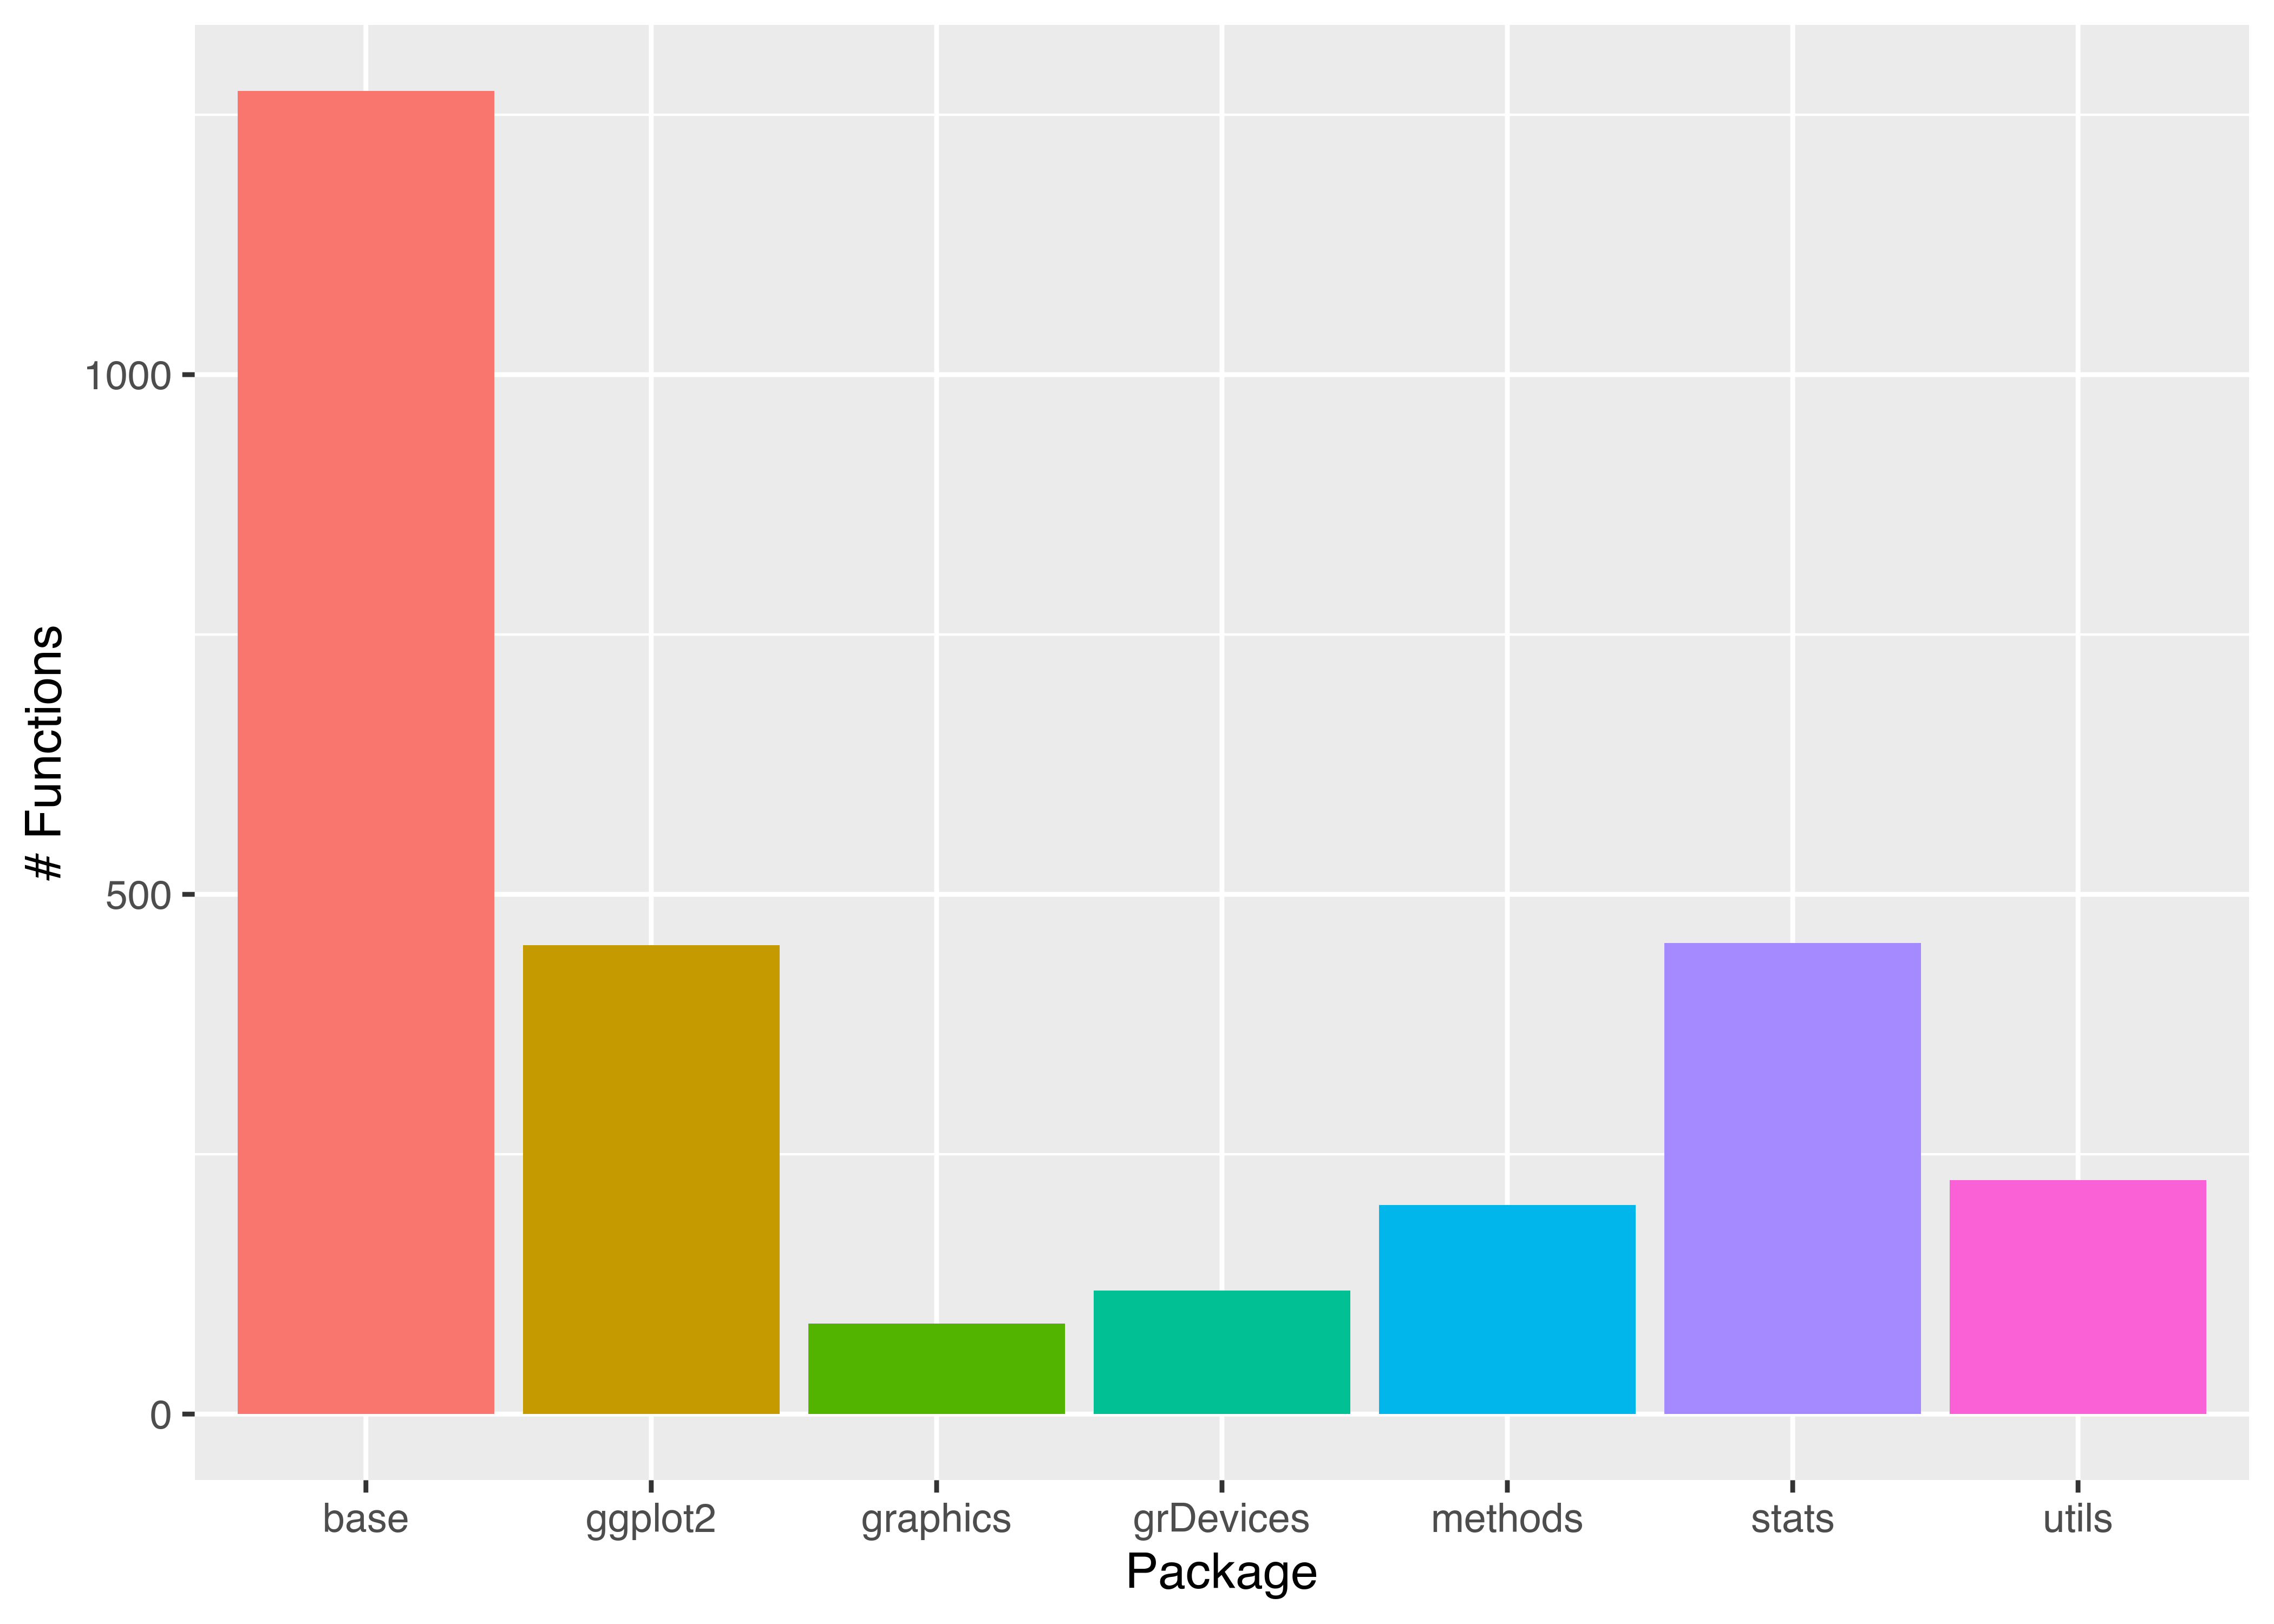 # Functions
1000
500
0
base ggplot2 graphics grDevices methods stats utils
Package